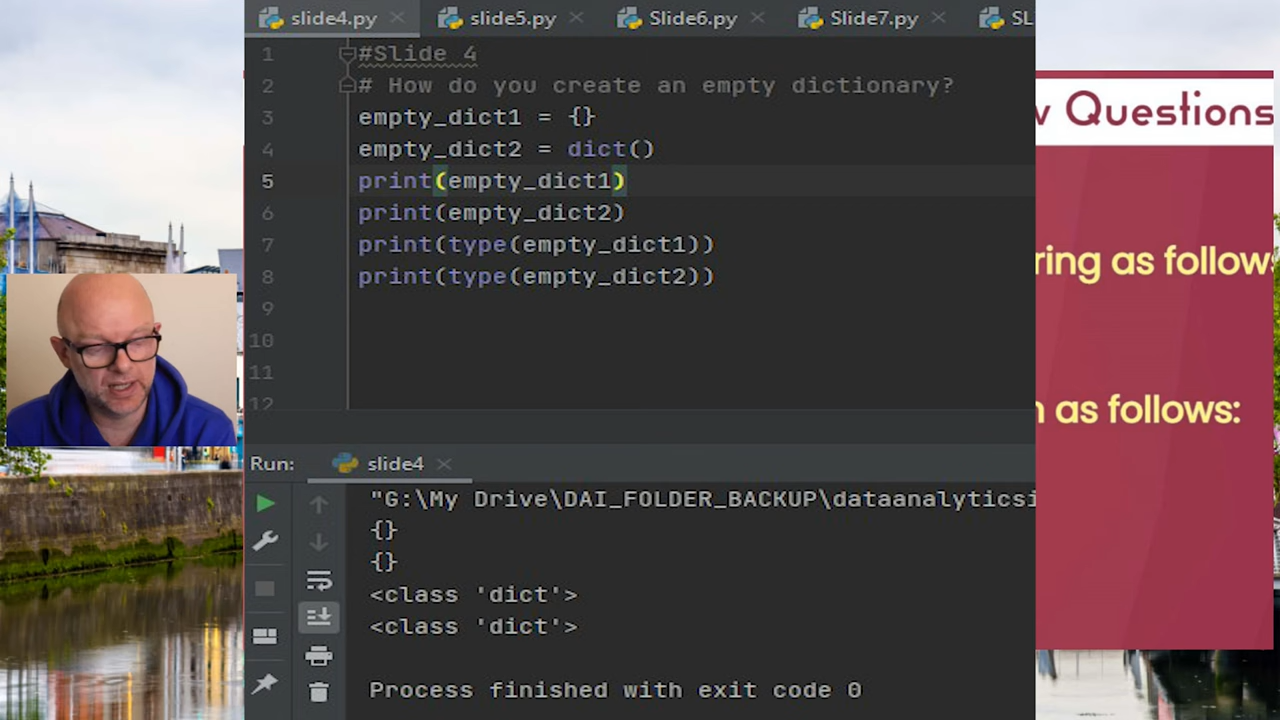 slide4.py
slide5.py
Slide6.py
Slide7.py
1 #Slide 4
2 # How do you create an empty dictionary?
3 empty_dict1 = {}
4 empty_dict2 = dict()
5 print(empty_dict1)
6 print(empty_dict2)
7 print(type(empty_dict1))
8 print(type(empty_dict2))
9
10
11
12
Questions
ring as follows
as follows:
Run: slide4
"G:\My Drive\DAI_FOLDER_BACKUP\dataanalyticsi
{}
{}
<class 'dict'>
<class 'dict'>
Process finished with exit code 0